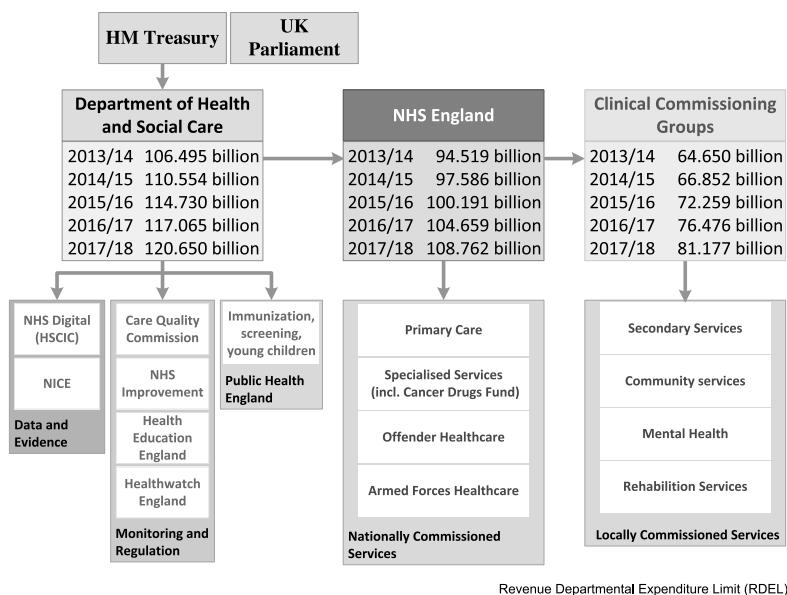 HM Treasury
UK
Parliament
Department of Health
and Social Care
2013/14 106.495 billion
2014/15 110.554 billion
2015/16 114.730 billion
2016/17 117.065 billion
2017/18 120.650 billion
NHS England
2013/14 94.519 billion
2014/15 97.586 billion
2015/16 100.191 billion
2016/17 104.659 billion
2017/18 108.762 billion
Clinical Commissioning
Groups
2013/14 64.650 billion
2014/15 66.852 billion
2015/16 72.259 billion
2016/17 76.476 billion
2017/18 81.177 billion
NHS Digital
(HSCIC)
NICE
Data and
Evidence
Care Quality
Commission
NHS
Improvement
Health
Education
England
Healthwatch
England
Monitoring and
Regulation
Immunization,
screening,
young children
Public Health
England
Primary Care
Specialised Services
(incl. Cancer Drugs Fund)
Offender Healthcare
Armed Forces Healthcare
Nationally Commissioned
Services
Secondary Services
Community services
Mental Health
Rehabilition Services
Locally Commissioned Services
Revenue Departmental Expenditure Limit (RDEL)